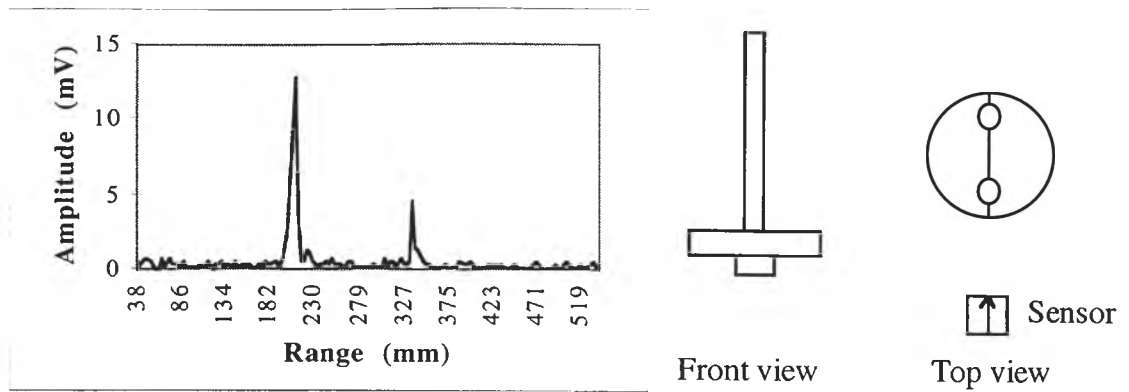 Amplitude (mV)
15
10
5
0
38 86 134 182 230 279 327 375 423 471 519
Range (mm)
Front view
Sensor
Top view